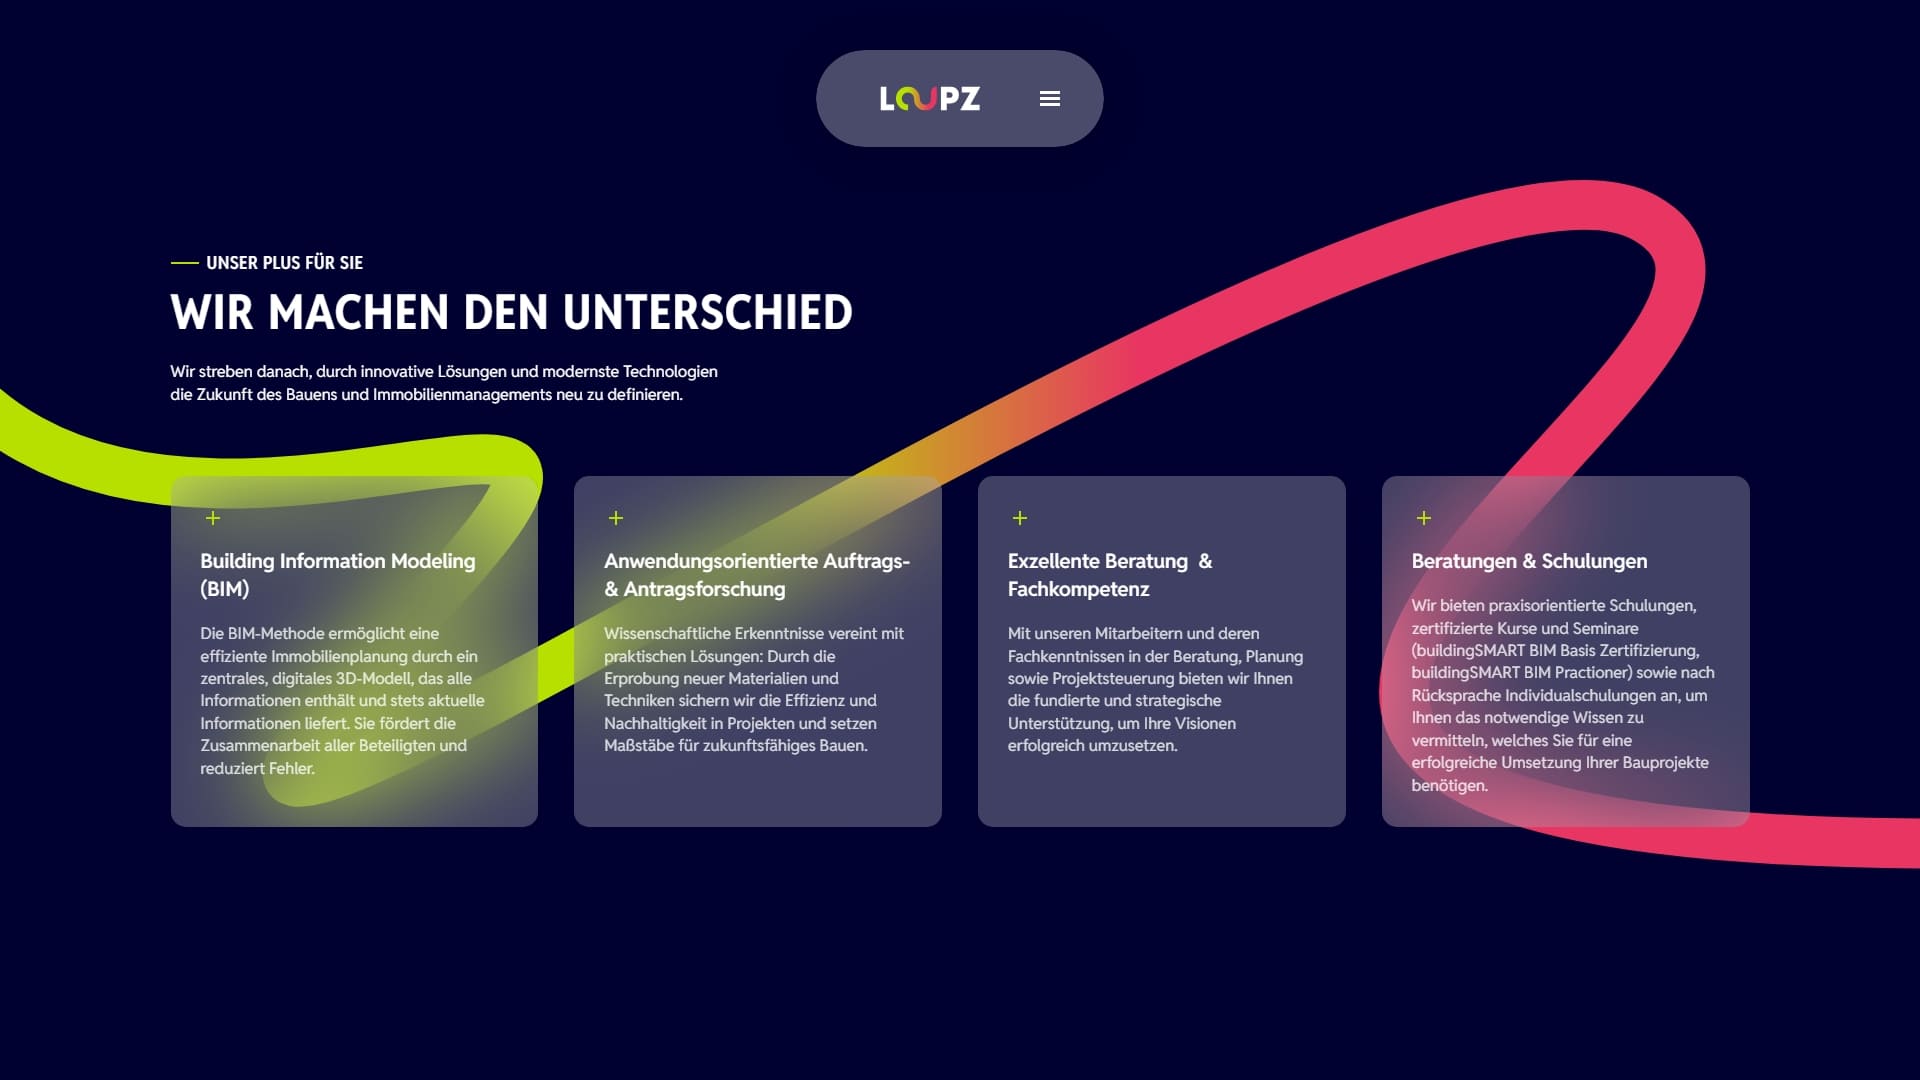 LOUPZ
UNSER PLUS FÜR SIE
WIR MACHEN DEN UNTERSCHIED
Wir streben danach, durch innovative Lösungen und modernste Technologien
die Zukunft des Bauens und Immobilienmanagements neu zu definieren.
Building Information Modeling
(BIM)
Die BIM-Methode ermöglicht eine
effiziente Immobilienplanung durch ein
zentrales, digitales 3D-Modell, das alle
Informationen enthält und stets aktuelle
Informationen liefert. Sie fördert die
Zusammenarbeit aller Beteiligten und
reduziert Fehler.
Anwendungsorientierte Auftrags-
& Antragsforschung
Wissenschaftliche Erkenntnisse vereint mit
praktischen Lösungen: Durch die
Erprobung neuer Materialien und
Techniken sichern wir die Effizienz und
Nachhaltigkeit in Projekten und setzen
Maßstäbe für zukunftsfähiges Bauen.
Exzellente Beratung &
Fachkompetenz
Mit unseren Mitarbeitern und deren
Fachkenntnissen in der Beratung, Planung
sowie Projektsteuerung bieten wir Ihnen
die fundierte und strategische
Unterstützung, um Ihre Visionen
erfolgreich umzusetzen.
Beratungen & Schulungen
Wir bieten praxisorientierte Schulungen,
zertifizierte Kurse und Seminare
(buildingSMART BIM Basis Zertifizierung,
buildingSMART BIM Practioner) sowie nach
Rücksprache Individualschulungen an, um
Ihnen das notwendige Wissen zu
vermitteln, welches Sie für eine
erfolgreiche Umsetzung Ihrer Bauprojekte
benötigen.